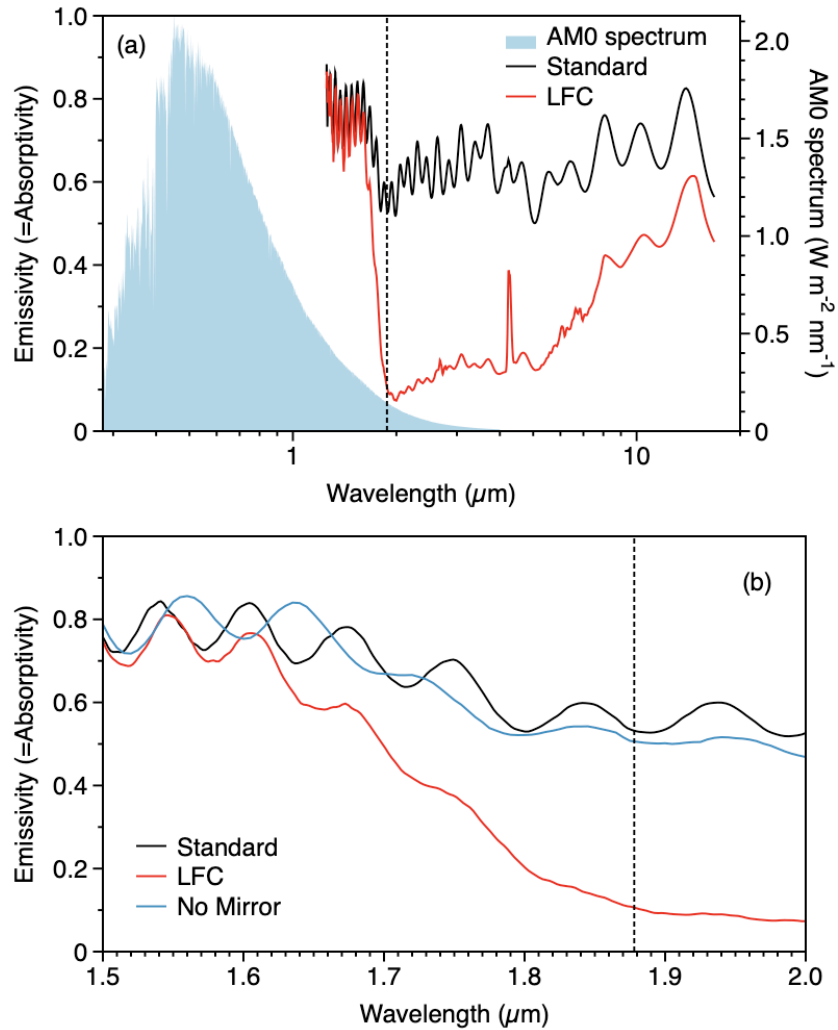 (a)
AM0 spectrum
Standard
LFC
1.0
0.8
0.6
0.4
0.2
0
Emissivity (=Absorptivity)
2.0
1.5
1.0
0.5
0
AM0 spectrum (W m-2 nm-1)
1
10
Wavelength (µm)
(b)
Standard
LFC
No Mirror
1.0
0.8
0.6
0.4
0.2
0
Emissivity (=Absorptivity)
1.5
1.6
1.7
1.8
1.9
2.0
Wavelength (µm)